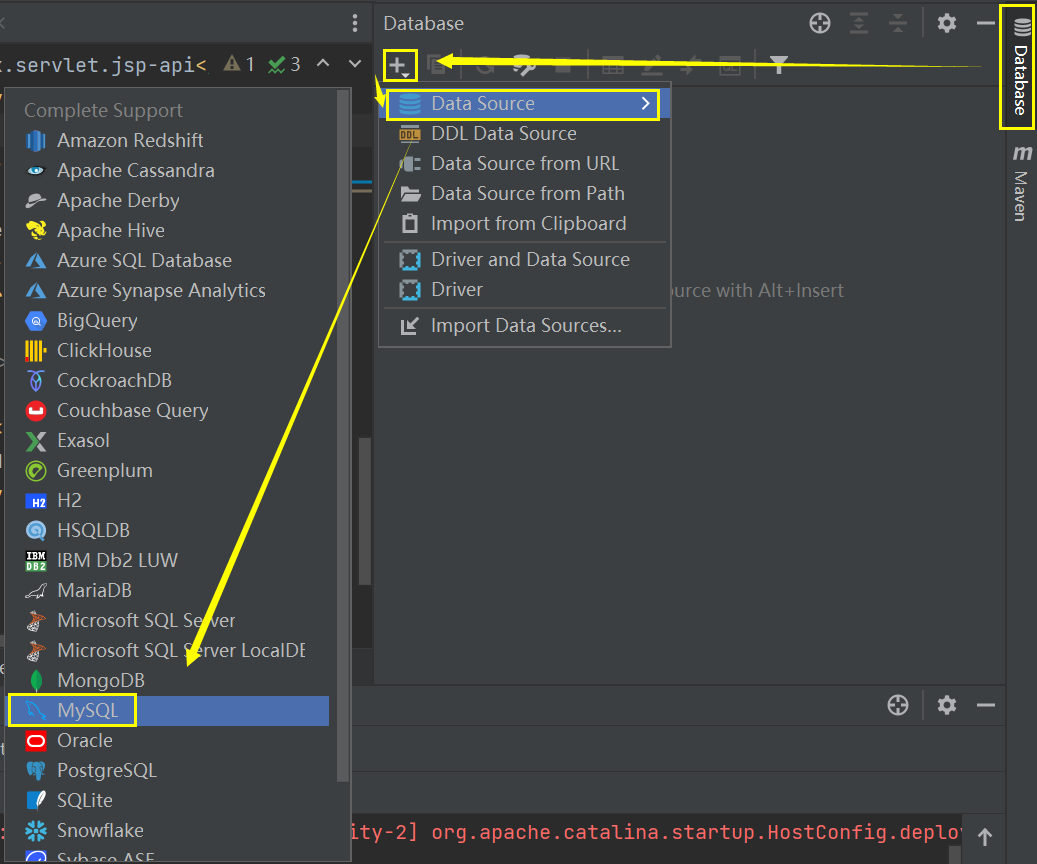 Database
.servlet.jsp-api<
1
3
Database
Maven
Data Source
DDL Data Source
Data Source from URL
Data Source from Path
Import from Clipboard
Driver and Data Source
Driver
Import Data Sources...
with Alt+Insert
Complete Support
Amazon Redshift
Apache Cassandra
Apache Derby
Apache Hive
Azure SQL Database
Azure Synapse Analytics
BigQuery
ClickHouse
CockroachDB
Couchbase Query
Exasol
Greenplum
H2
HSQLDB
IBM Db2 LUW
MariaDB
Microsoft SQL Server
Microsoft SQL Server LocalDB
MongoDB
MySQL
Oracle
PostgreSQL
SQLite
Snowflake
Sybase ASE
ity-2] org.apache.catalina.startup.HostConfig.deploy